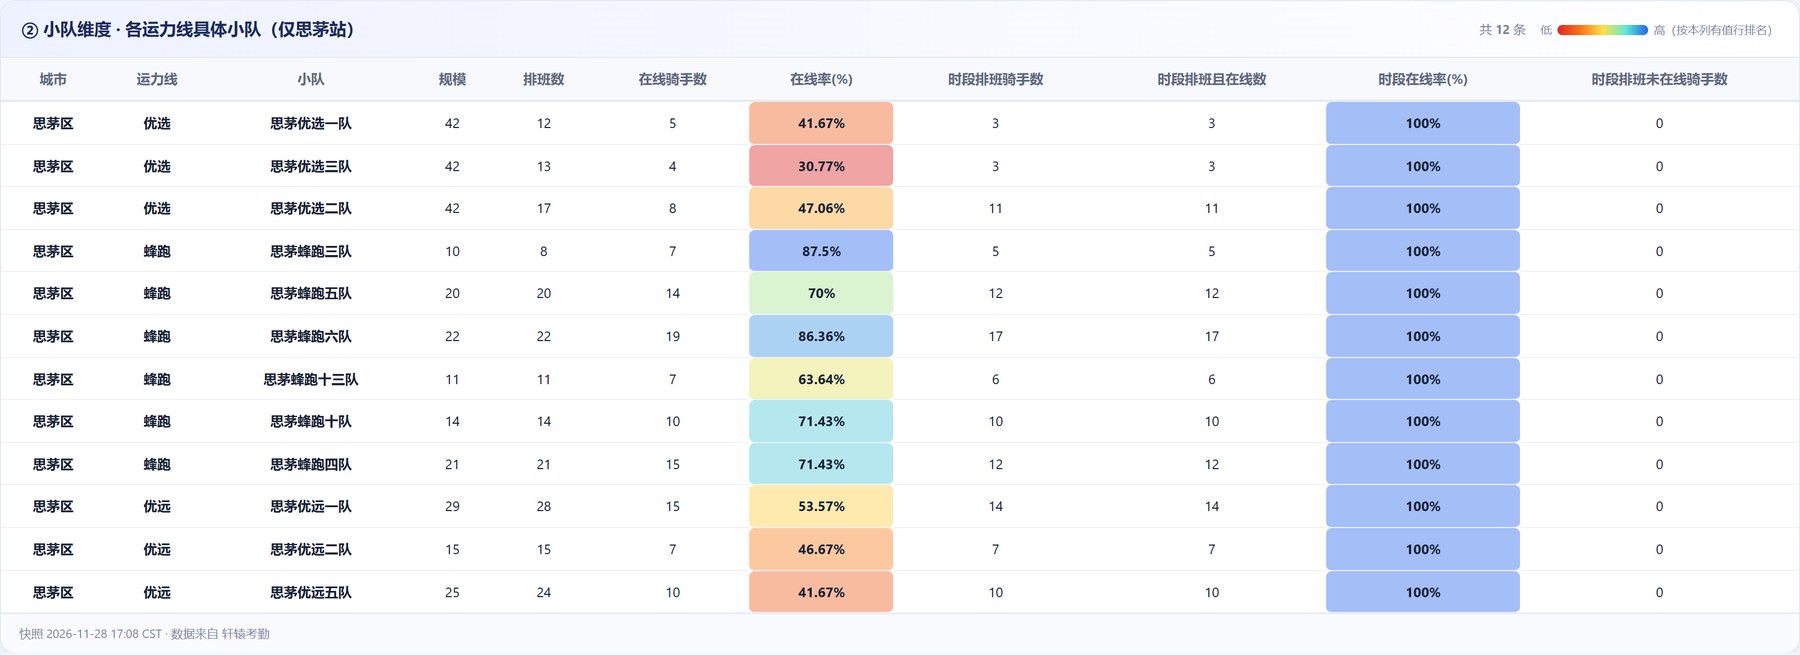 ② 小队维度 · 各运力线具体小队（仅思茅站）
共 12 条 低 高 (按本列有值行排名)
城市 运力线 小队 规模 排班数 在线骑手数 在线率(%) 时段排班骑手数 时段排班且在线数 时段在线率(%) 时段排班未在线骑手数
思茅区 优选 思茅优选一队 42 12 5 41.67% 3 3 100% 0
思茅区 优选 思茅优选三队 42 13 4 30.77% 3 3 100% 0
思茅区 优选 思茅优选二队 42 17 8 47.06% 11 11 100% 0
思茅区 蜂跑 思茅蜂跑三队 10 8 7 87.5% 5 5 100% 0
思茅区 蜂跑 思茅蜂跑五队 20 20 14 70% 12 12 100% 0
思茅区 蜂跑 思茅蜂跑六队 22 22 19 86.36% 17 17 100% 0
思茅区 蜂跑 思茅蜂跑十三队 11 11 7 63.64% 6 6 100% 0
思茅区 蜂跑 思茅蜂跑十队 14 14 10 71.43% 10 10 100% 0
思茅区 蜂跑 思茅蜂跑四队 21 21 15 71.43% 12 12 100% 0
思茅区 优远 思茅优远一队 29 28 15 53.57% 14 14 100% 0
思茅区 优远 思茅优远二队 15 15 7 46.67% 7 7 100% 0
思茅区 优远 思茅优远五队 25 24 10 41.67% 10 10 100% 0
快照 2026-11-28 17:08 CST · 数据来自 轩辕考勤